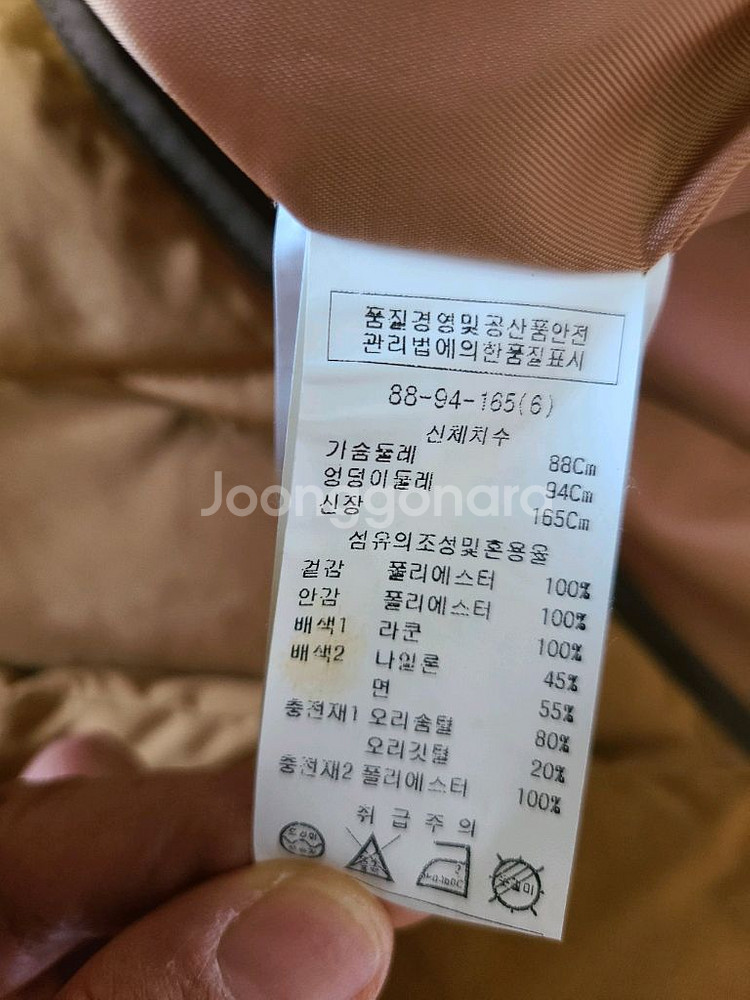 품질경영및공산품안전
관리법에의한품질표시
88-94-165(6)
신체치수
가슴둘레 88Cm
엉덩이둘레 94Cm
신장 165Cm
Joonggonara
섬유의조성및혼용율
겉감 폴리에스터 100%
안감 폴리에스터 100%
배색1 라쿤 100%
배색2 나일론 45%
면 55%
충전재1 오리솜털 80%
오리깃털 20%
충전재2 폴리에스터 100%
취급주의